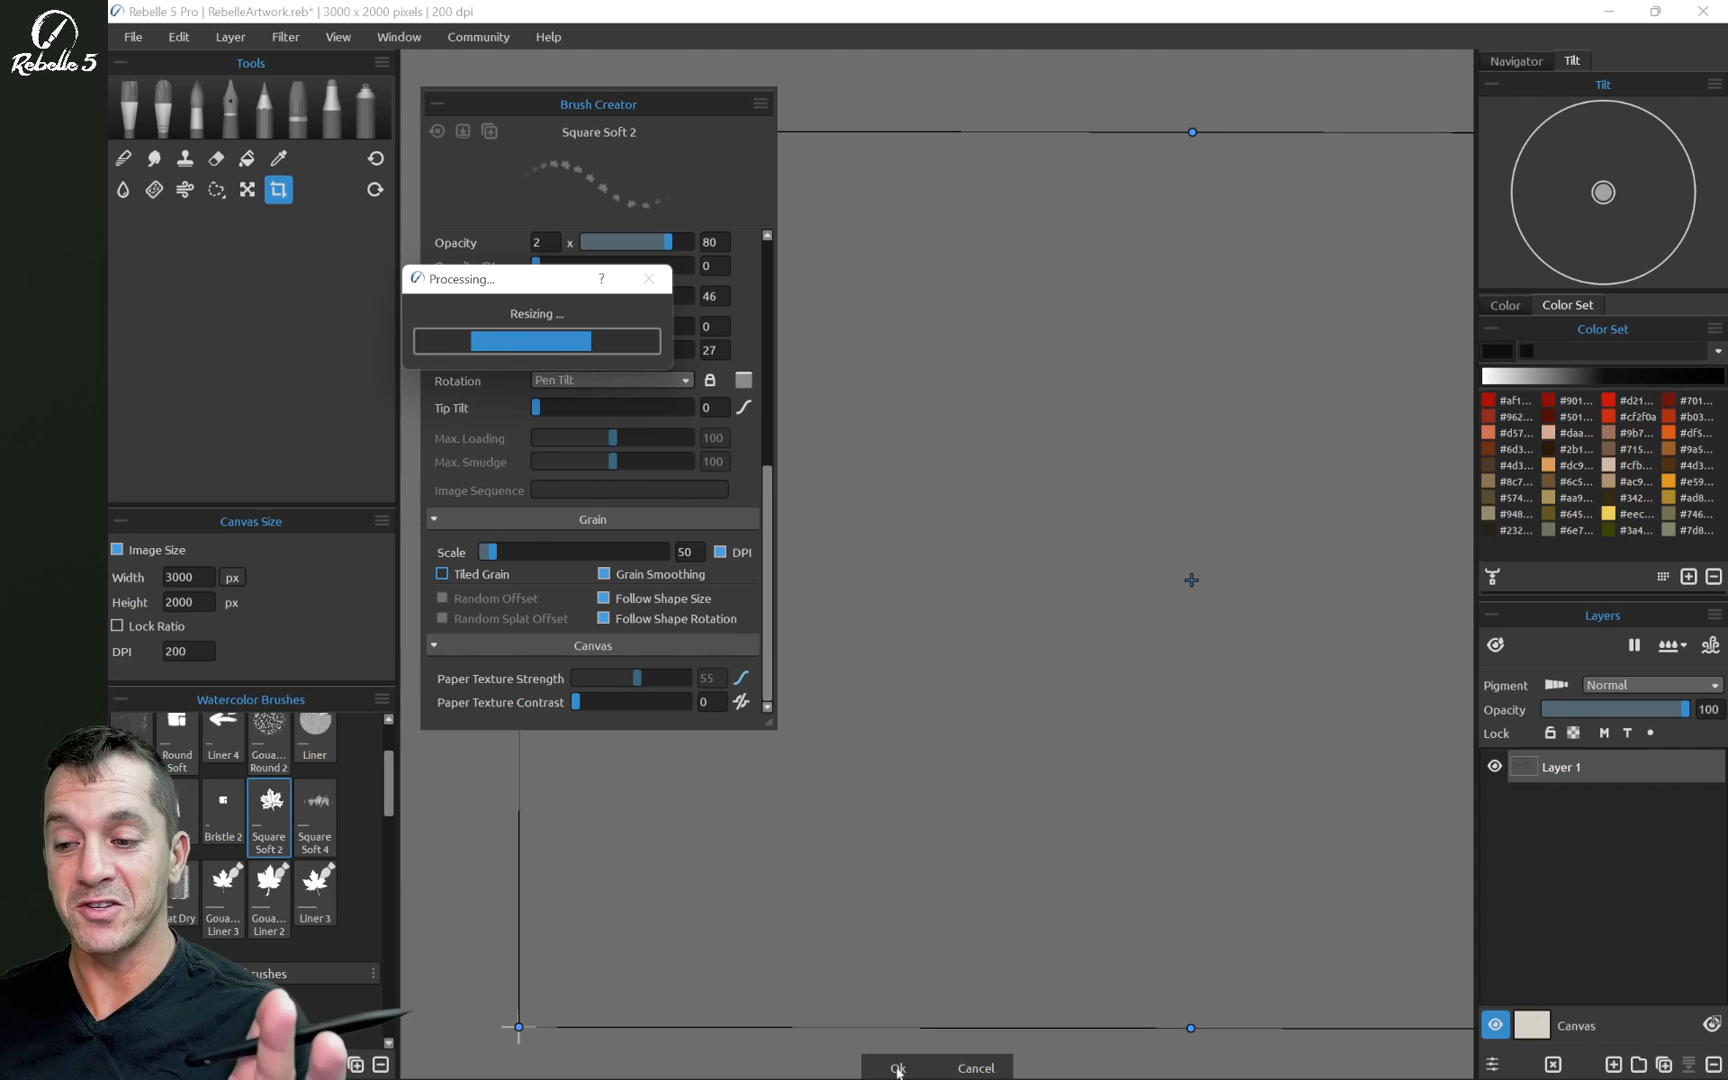 Rebelle 5
Rebelle 5 Pro | RebelleArtwork.reb* | 3000 x 2000 pixels | 200 dpi
File Edit Layer Filter View Window Community Help
Tools
Canvas Size
Image Size
Width 3000 px
Height 2000 px
Lock Ratio
DPI 200
Watercolor Brushes
Round Soft
Liner 4
Goua... Round 2
Liner
Bristle 2
Square Soft 2
Square Soft 4
at Dry
Goua... Liner 3
Goua... Liner 2
Liner 3
Brush Creator
Square Soft 2
Opacity 2 x 80
0
Processing... ?
Resizing ...
46
0
27
Rotation Pen Tilt
Tip Tilt 0
Max. Loading 100
Max. Smudge 100
Image Sequence
Grain
Scale 50 DPI
Tiled Grain Grain Smoothing
Random Offset Follow Shape Size
Random Splat Offset Follow Shape Rotation
Canvas
Paper Texture Strength 55
Paper Texture Contrast 0
Ok Cancel
Navigator Tilt
Tilt
Color Color Set
Color Set
#af1... #901... #d21... #701...
#962... #501... #cf2f0a #b03...
#d57... #daa... #9b7... #df5...
#6d3... #2b1... #715... #9a5...
#4d3... #dc9... #cfb... #4d3...
#8c7... #6c5... #ac9... #e59...
#574... #aa9... #342... #ad8...
#948... #645... #eec... #746...
#232... #6e7... #3a4... #7d8...
Layers
Pigment Normal
Opacity 100
Lock M T
Layer 1
Canvas